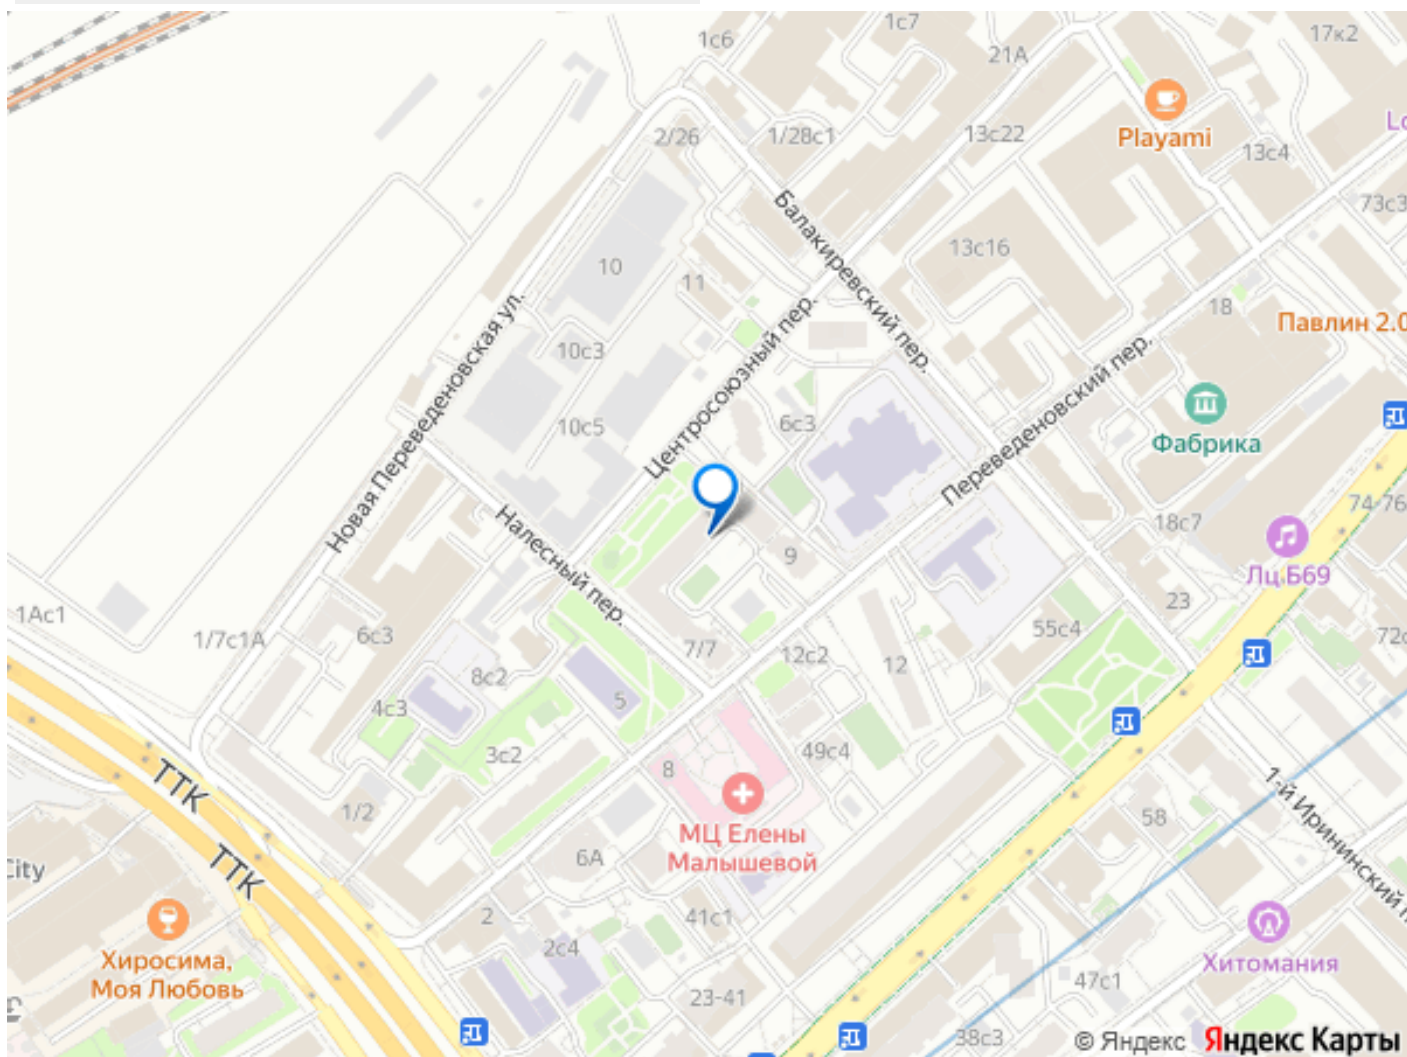 1с6
1с7
21А
17к2
Playami
2/26
1/28с1
13с22
13с4
Lo
73с3
Балакиревский пер.
13с16
10
11
18
Павлин 2.0
Новая Переведеновская ул.
Центросоюзный пер.
10с3
Переведеновский пер.
Фабрика
10с5
6с3
Налесный пер.
74-76
18с7
Лц Б69
9
1Ас1
1/7с1А
6с3
8с2
7/7
12с2
12
55с4
23
72с
4с3
5
3с2
49с4
8
ТТК
ТТК
1/2
МЦ Елены
Малышевой
58
1-й Ирининский п
City
6А
2
41с1
2с4
Хиросима,
Моя Любовь
Хитомания
47с1
23-41
38с3
© Яндекс Яндекс Карты